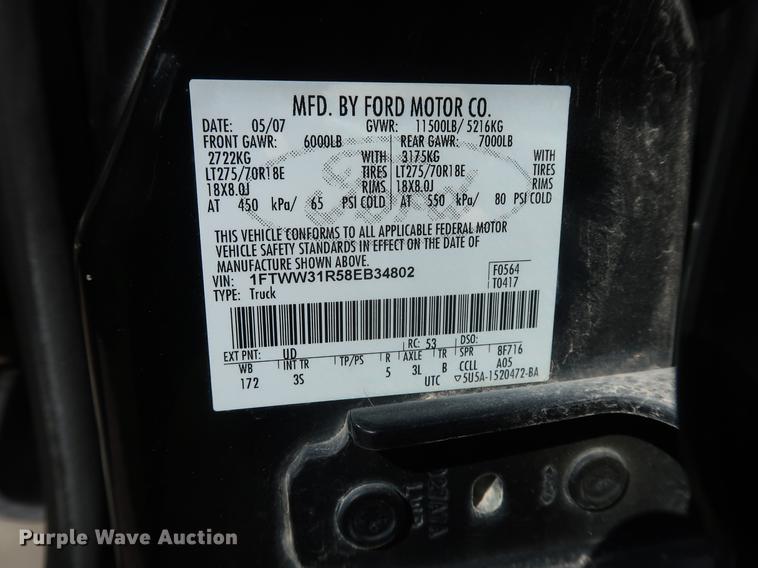 MFD. BY FORD MOTOR CO.
DATE: 05/07 GVWR: 11500LB/ 5216KG
FRONT GAWR: 6000LB REAR GAWR: 7000LB
2722KG WITH 3175KG WITH
LT275/70R18E TIRES LT275/70R18E TIRES
18X8.0J RIMS 18X8.0J RIMS
AT 450 kPa/ 65 PSI COLD AT 550 kPa/ 80 PSI COLD
Ford
THIS VEHICLE CONFORMS TO ALL APPLICABLE FEDERAL MOTOR
VEHICLE SAFETY STANDARDS IN EFFECT ON THE DATE OF
MANUFACTURE SHOWN ABOVE.
VIN: 1FTWW31R58EB34802 F0564
TYPE: Truck T0417
EXT PNT: UD RC: 53 DSO:
WB INT TR TP/PS R AXLE TR SPR 8F716
172 3S 5 3L B CCLL A05
UTC ▽5U5A-1520472-BA
Purple Wave Auction